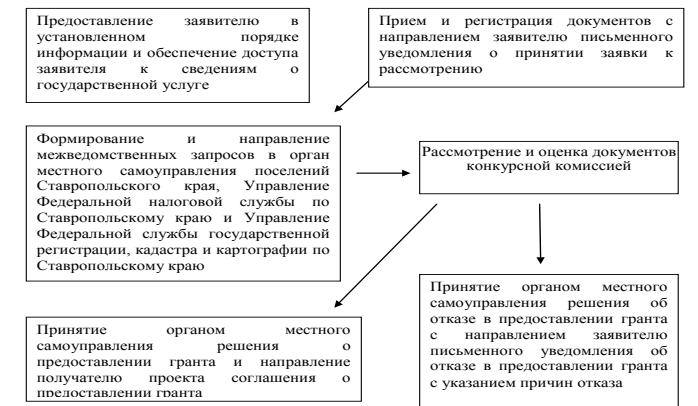 Предоставление заявителю в
установленном порядке
информации и обеспечение доступа
заявителя к сведениям о
государственной услуге
Прием и регистрация документов с
направлением заявителю письменного
уведомления о принятии заявки к
рассмотрению
Формирование и направление
межведомственных запросов в орган
местного самоуправления поселений
Ставропольского края, Управление
Федеральной налоговой службы по
Ставропольскому краю и Управление
Федеральной службы государственной
регистрации, кадастра и картографии по
Ставропольскому краю
Рассмотрение и оценка документов
конкурсной комиссией
Принятие органом местного
самоуправления решения о
предоставлении гранта и направление
получателю проекта соглашения о
предоставлении гранта
Принятие органом местного
самоуправления решения об
отказе в предоставлении гранта
с направлением заявителю
письменного уведомления об
отказе в предоставлении гранта
с указанием причин отказа